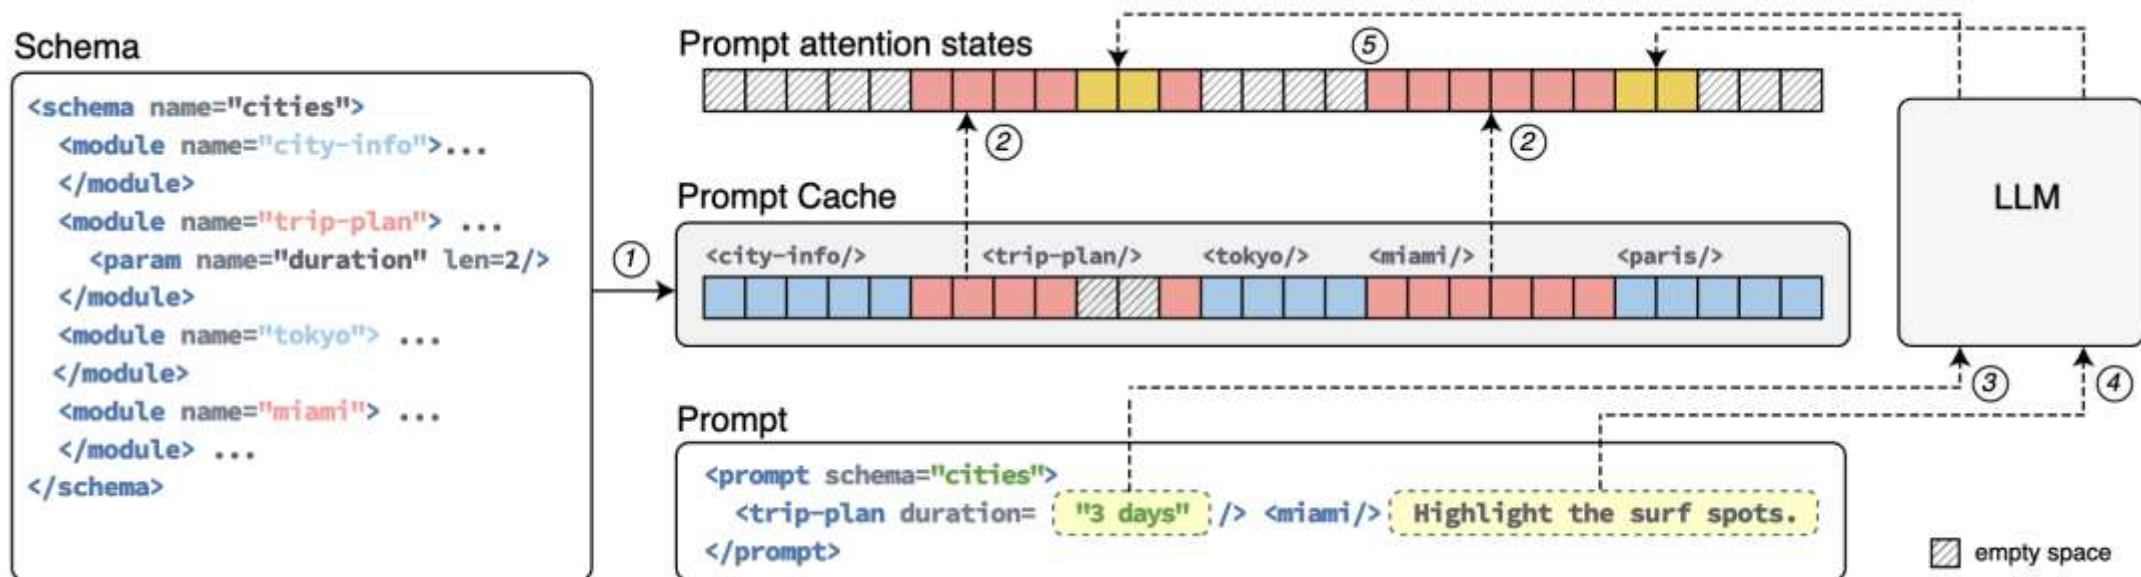 Schema
<schema name="cities">
<module name="city-info">...
</module>
<module name="trip-plan"> ...
<param name="duration" len=2/>
</module>
<module name="tokyo"> ...
</module>
<module name="miami"> ...
</module> ...
</schema>
①
Prompt attention states
⑤
② ②
Prompt Cache
<city-info/> <trip-plan/> <tokyo/> <miami/> <paris/>
LLM
③ ④
Prompt
<prompt schema="cities">
<trip-plan duration= "3 days" /> <miami/> Highlight the surf spots.
</prompt>
empty space